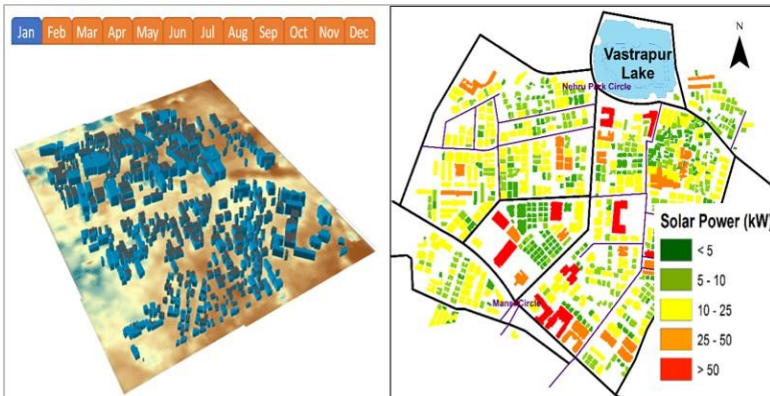 Jan Feb Mar Apr May Jun Jul Aug Sep Oct Nov Dec
N
Vastrapur
Lake
Nehru Park Circle
Mansi Circle
Solar Power (kW)
< 5
5 - 10
10 - 25
25 - 50
> 50